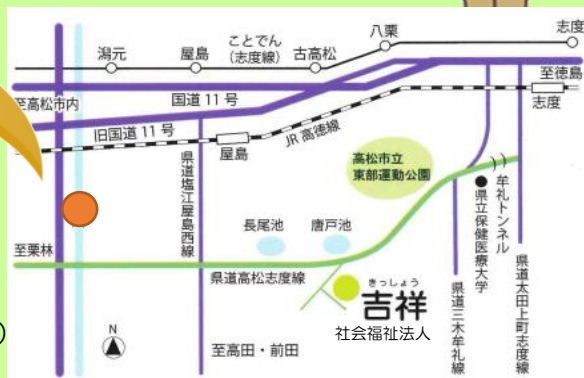 八栗
志度
ことでん
（志度線）
潟元
屋島
古高松
至徳島
至高松市内
国道11号
志度
旧国道11号
JR高徳線
屋島
高松市立
東部運動公園
県道塩江屋島西線
牟礼トンネル
●県立保健医療大学
長尾池
唐戸池
至栗林
県道高松志度線
きっしょう
吉祥
社会福祉法人
県道三木牟礼線
県道太田上町志度線
N
至高田・前田